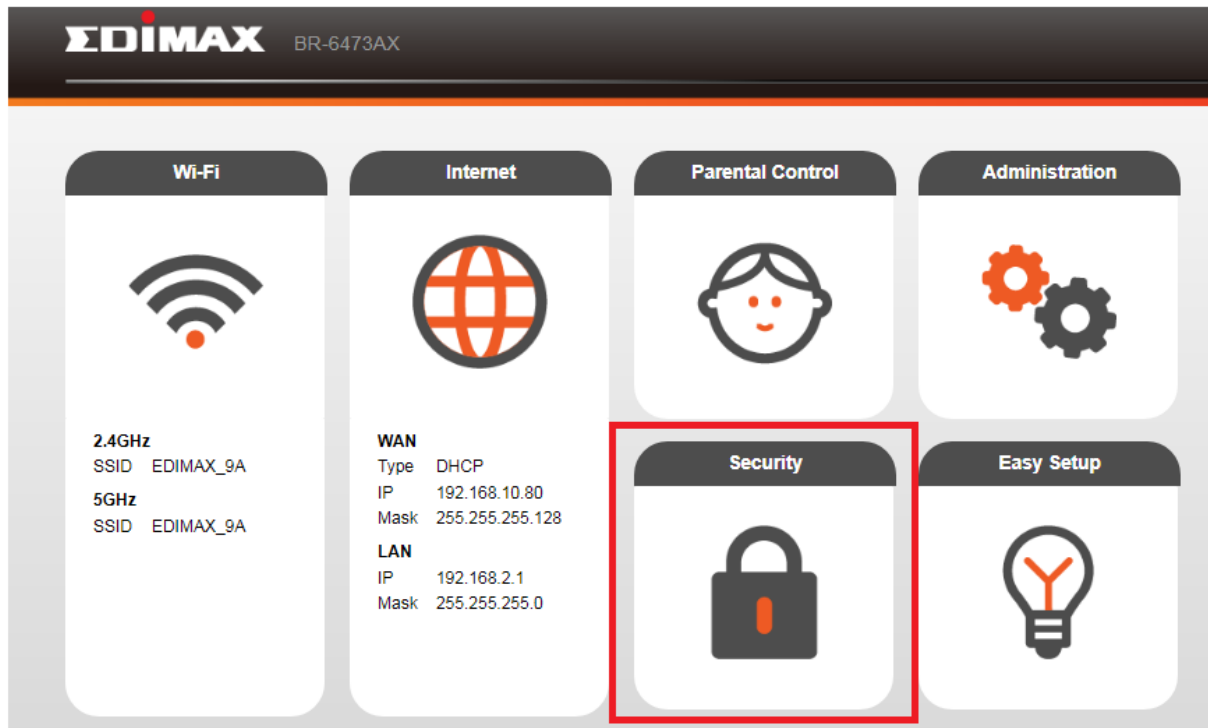 EDIMAX BR-6473AX
Wi-Fi
2.4GHz
SSID EDIMAX_9A
5GHz
SSID EDIMAX_9A
Internet
WAN
Type DHCP
IP 192.168.10.80
Mask 255.255.255.128
LAN
IP 192.168.2.1
Mask 255.255.255.0
Parental Control
Administration
Security
Easy Setup